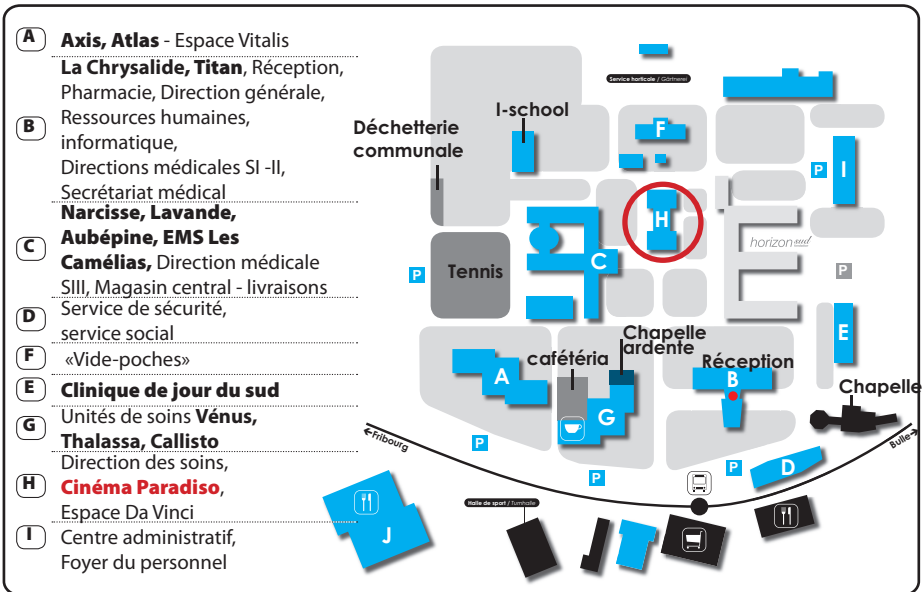 A Axis, Atlas - Espace Vitalis
B La Chrysalide, Titan, Réception,
Pharmacie, Direction générale,
Ressources humaines,
informatique,
Directions médicales SI -II,
Secrétariat médical
C Narcisse, Lavande,
Aubépine, EMS Les
Camélias, Direction médicale
SIII, Magasin central - livraisons
D Service de sécurité,
service social
F «Vide-poches»
E Clinique de jour du sud
G Unités de soins Vénus,
Thalassa, Callisto
H Direction des soins,
Cinéma Paradiso,
Espace Da Vinci
I Centre administratif,
Foyer du personnel
Service horticole / Gärtnerei
I-school
Déchetterie
communale
F
P
I
H
horizon sud
C
P
Tennis
P
E
Chapelle
ardente
cafétéria
Réception
A
B
Chapelle
G
←Fribourg
Bulle→
P
P
P
D
Halle de sport / Turnhalle
J